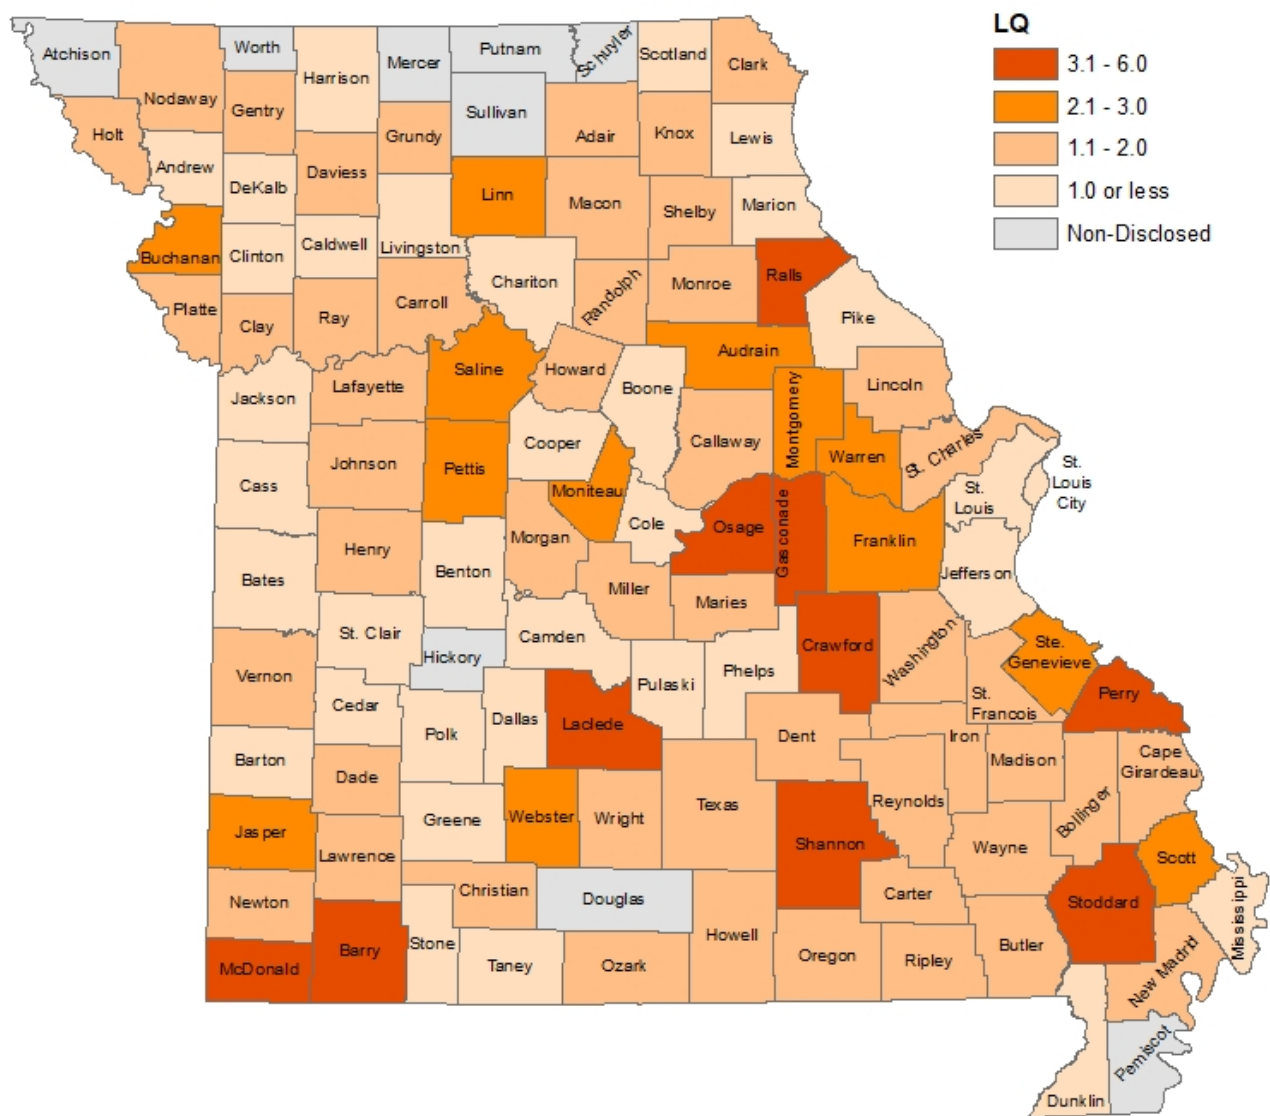 LQ
3.1 - 6.0
2.1 - 3.0
1.1 - 2.0
1.0 or less
Non-Disclosed
Atchison
Worth
Mercer
Putnam
Schuyler
Scotland
Clark
Nodaway
Harrison
Gentry
Sullivan
Holt
Grundy
Adair
Knox
Lewis
Andrew
DeKalb
Daviess
Linn
Macon
Shelby
Marion
Buchanan
Clinton
Caldwell
Livingston
Chariton
Randolph
Monroe
Ralls
Platte
Clay
Ray
Carroll
Pike
Audrain
Saline
Howard
Boone
Jackson
Lafayette
Montgomery
Lincoln
Cooper
Callaway
Warren
St. Charles
Johnson
Pettis
Cass
Moniteau
St.
Louis
St.
Louis
City
Cole
Osage
Gasconade
Franklin
Morgan
Henry
Bates
Benton
Miller
Maries
Jefferson
St. Clair
Camden
Hickory
Crawford
Washington
Ste.
Genevieve
Vernon
Pulaski
Phelps
Perry
St.
Francois
Cedar
Polk
Dallas
Laclede
Dent
Iron
Madison
Cape
Girardeau
Barton
Dade
Texas
Reynolds
Bollinger
Jasper
Greene
Webster
Wright
Shannon
Wayne
Scott
Lawrence
Newton
Christian
Douglas
Carter
Stoddard
Mississippi
McDonald
Barry
Stone
Taney
Ozark
Howell
Oregon
Ripley
Butler
New Madrid
Pemiscot
Dunklin